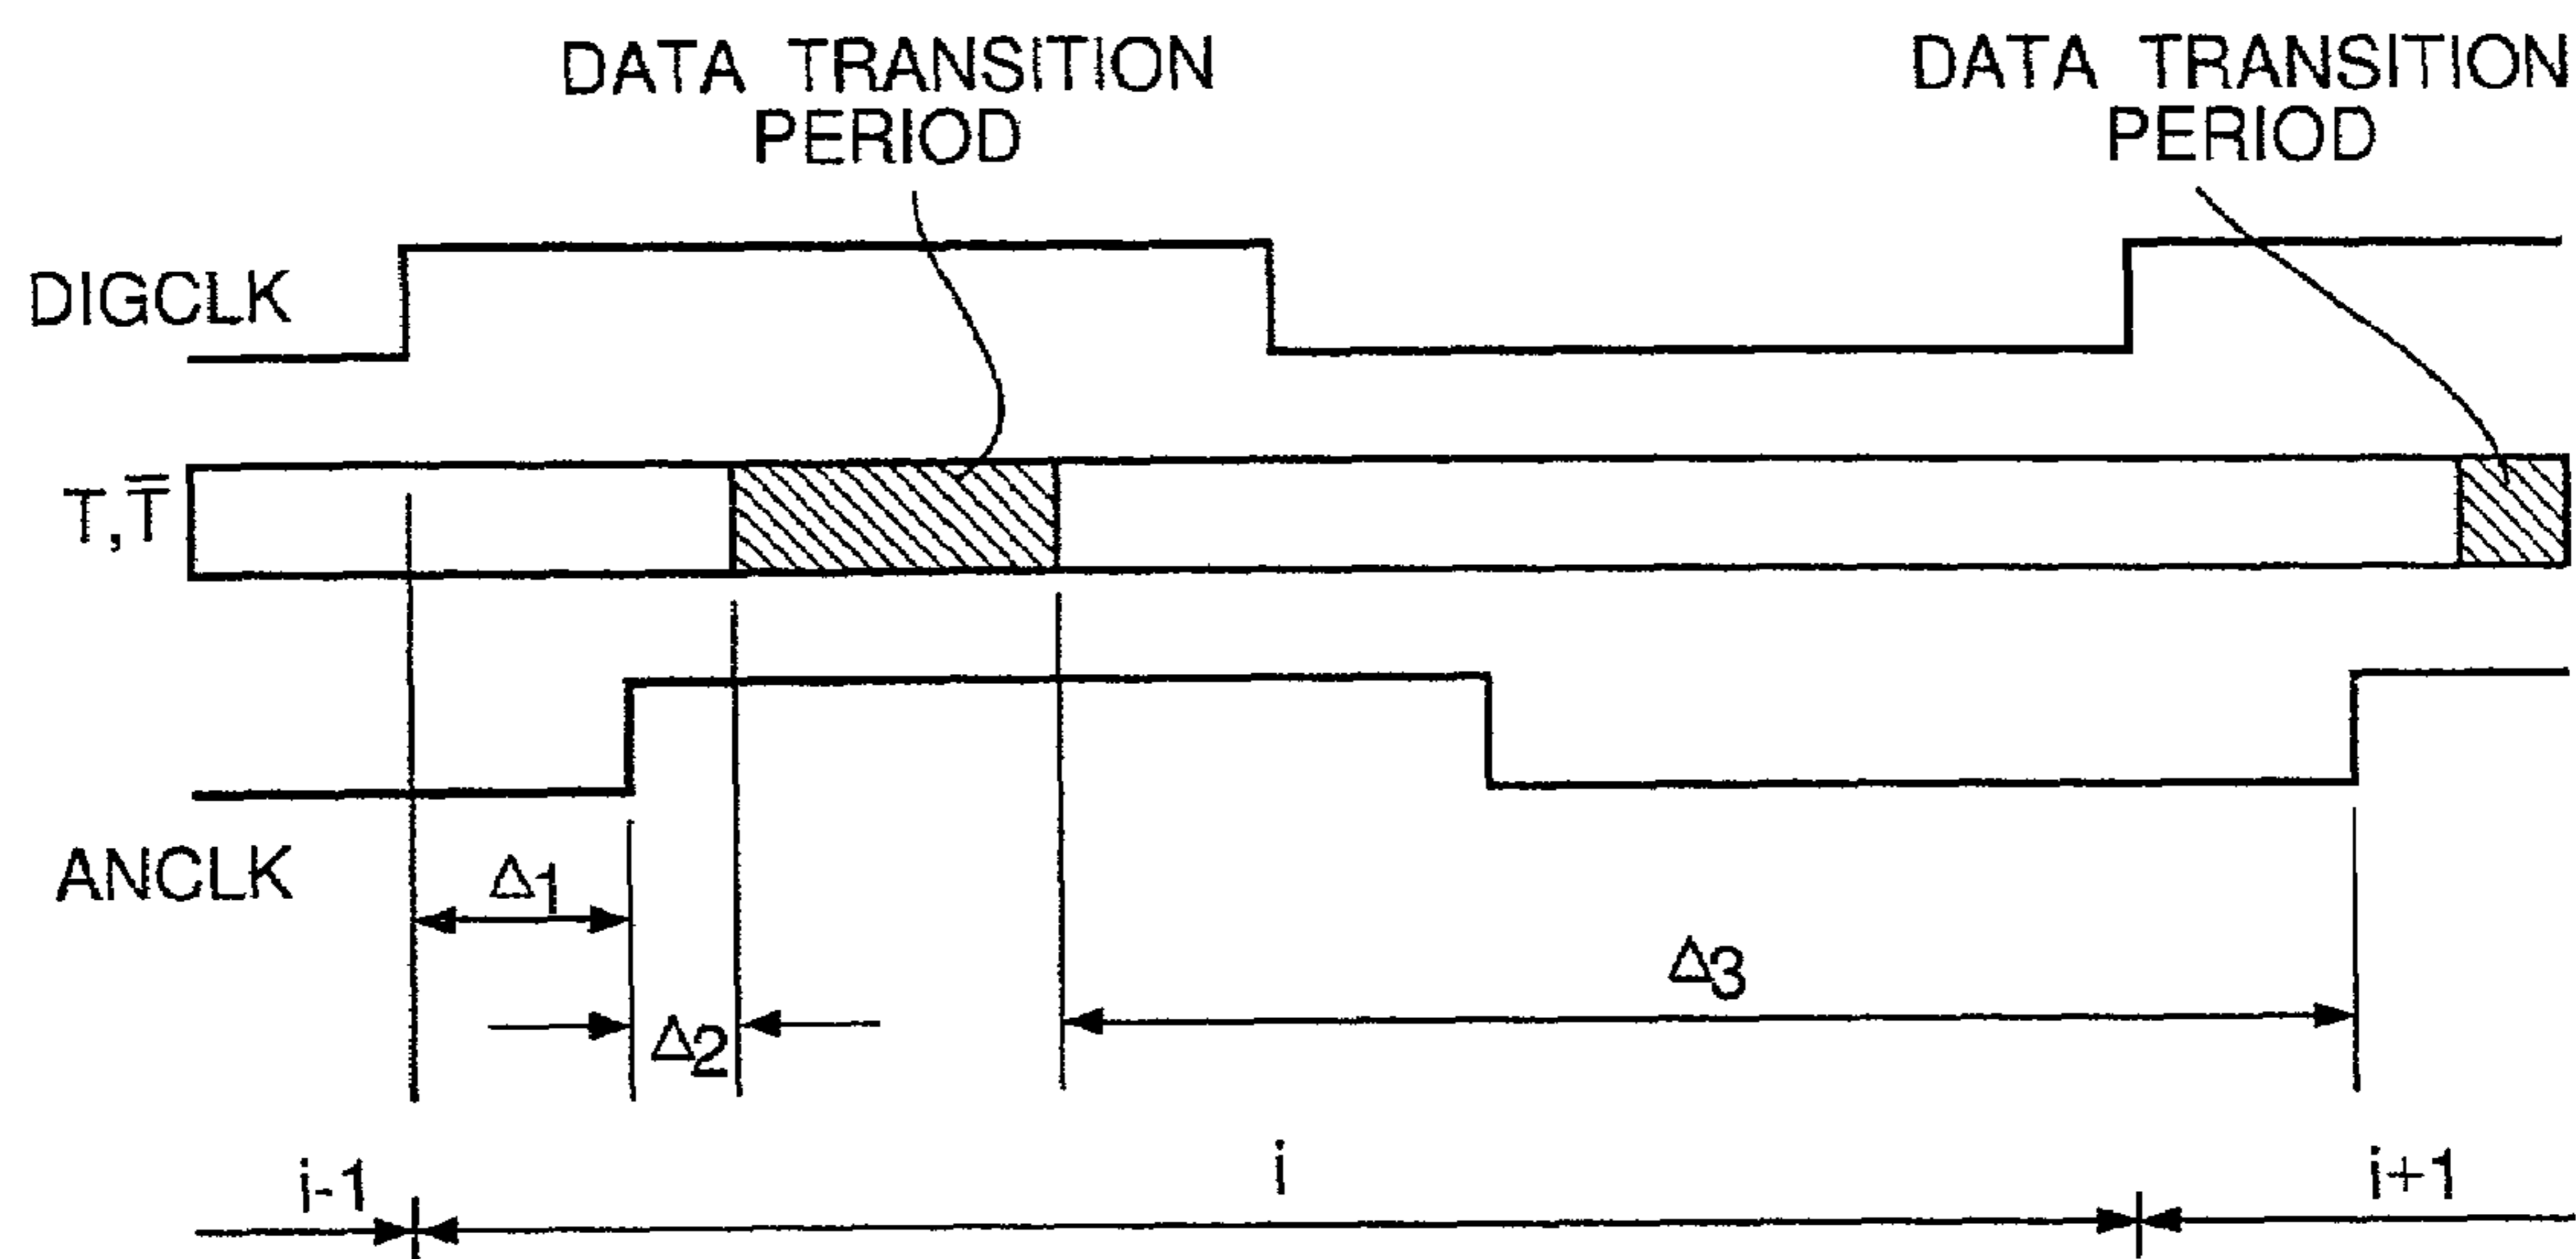 DATA TRANSITION
PERIOD
DATA TRANSITION
PERIOD
DIGCLK
T, T̅
ANCLK
Δ1
Δ2
Δ3
i-1
i
i+1